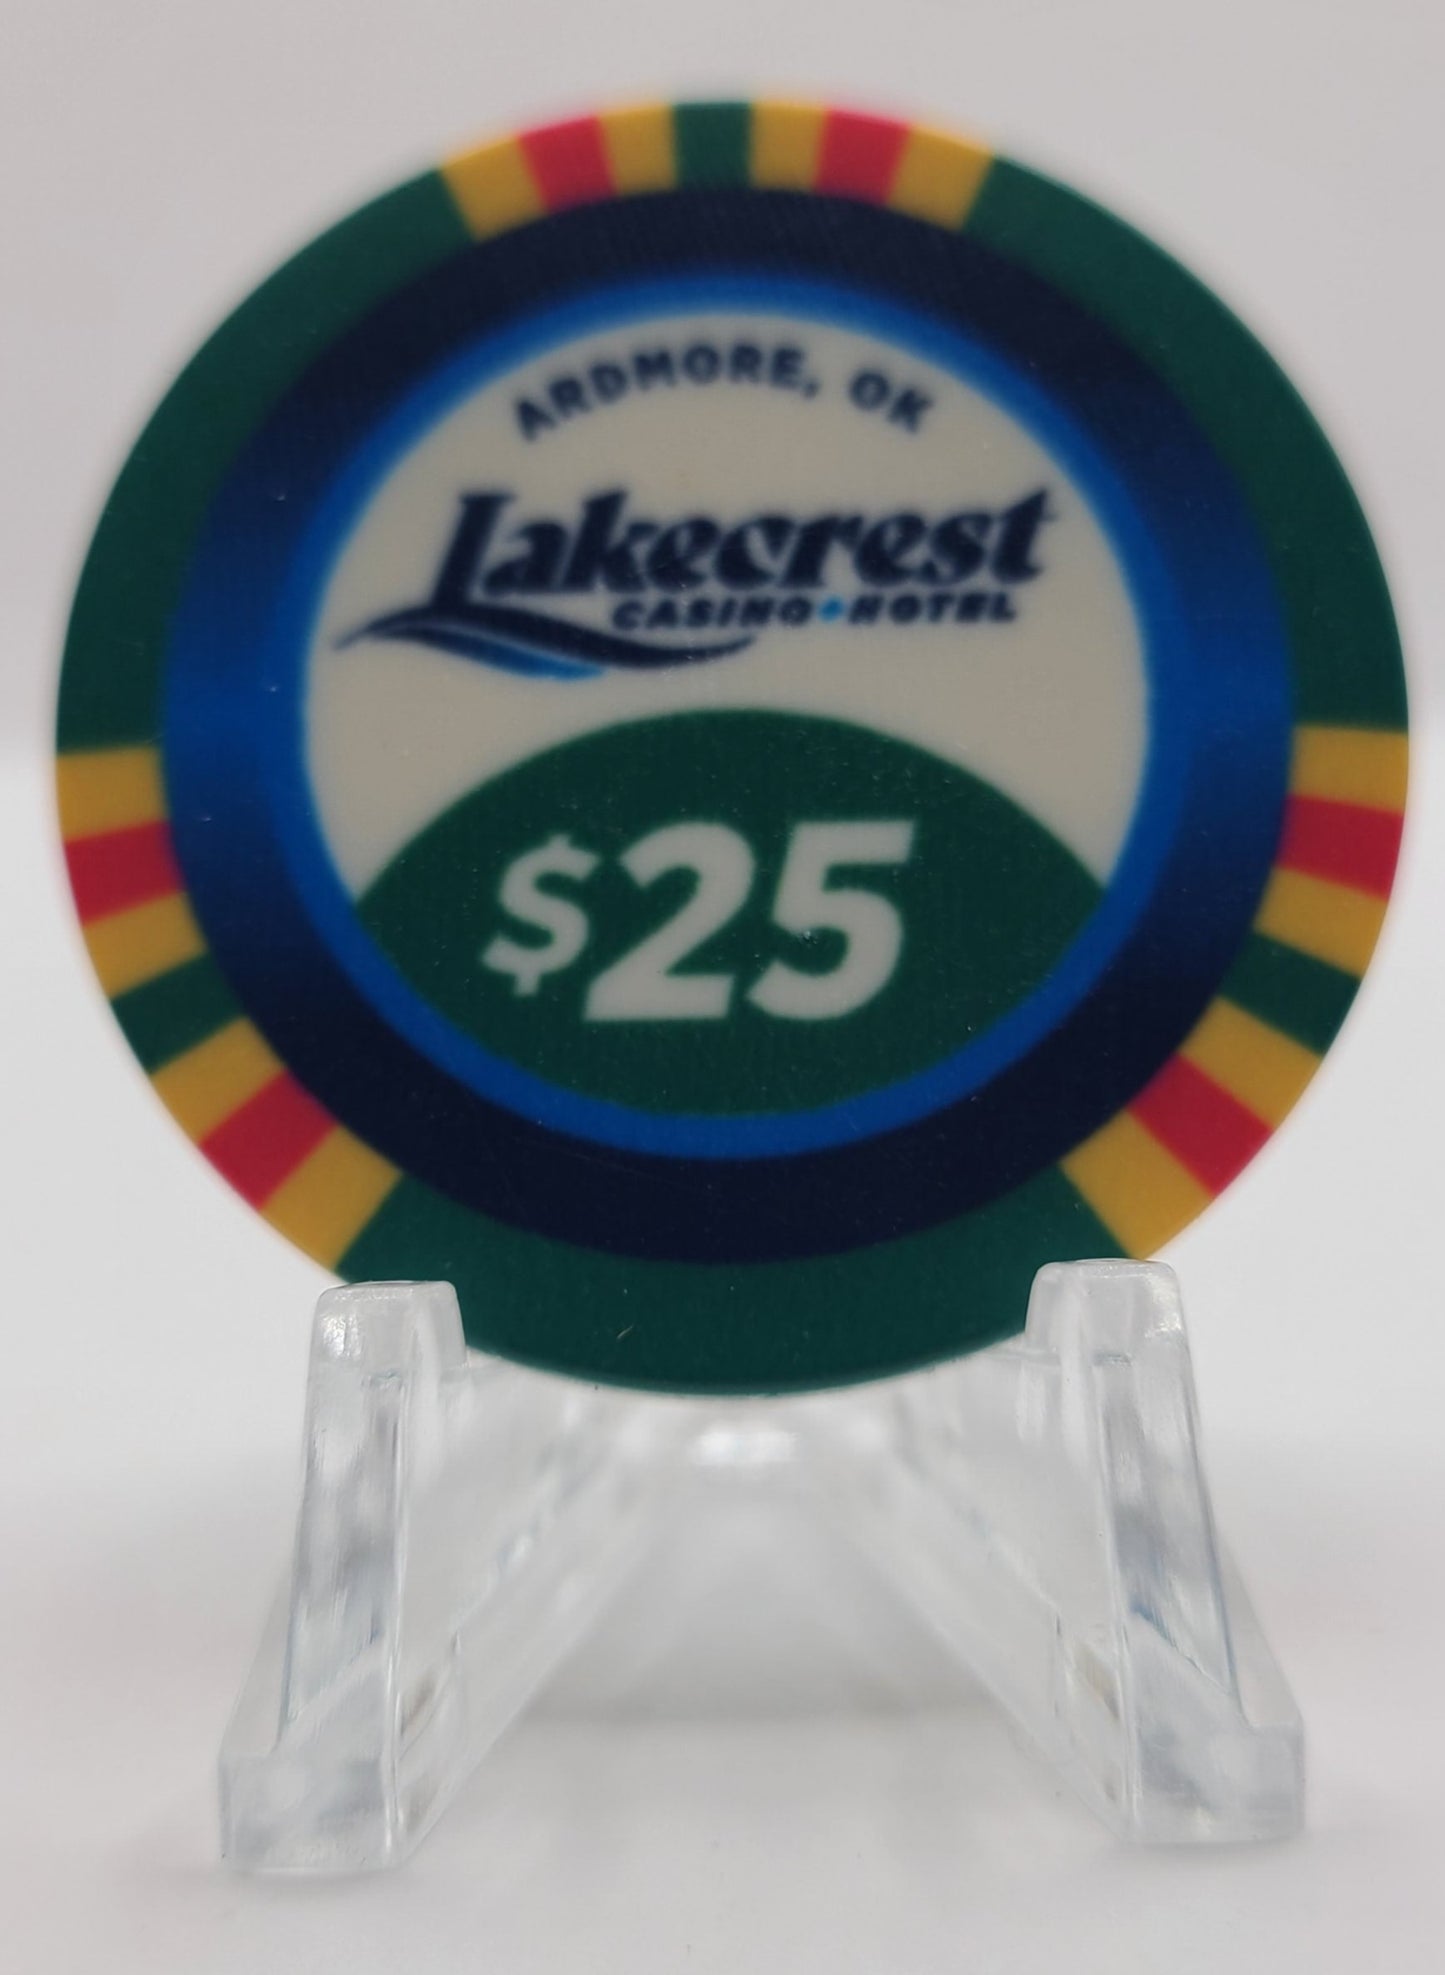 ARDMORE, OK
Lakecrest
CASINO • HOTEL
$25